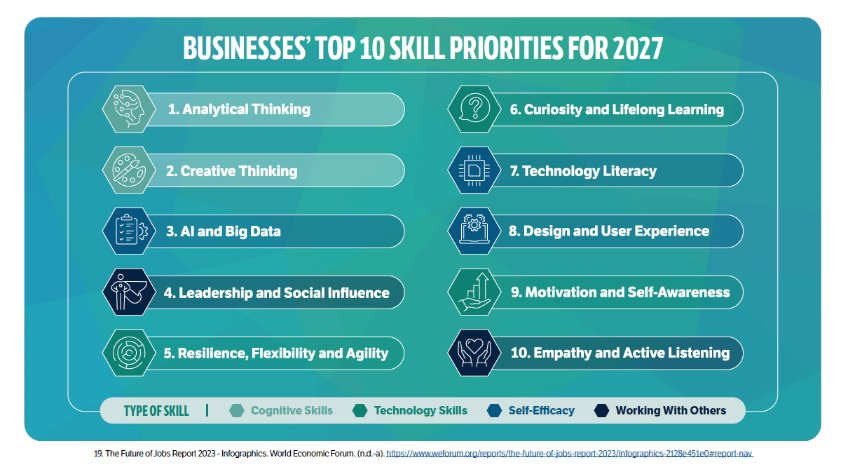 BUSINESSES’ TOP 10 SKILL PRIORITIES FOR 2027
1. Analytical Thinking
2. Creative Thinking
3. AI and Big Data
4. Leadership and Social Influence
5. Resilience, Flexibility and Agility
6. Curiosity and Lifelong Learning
7. Technology Literacy
8. Design and User Experience
9. Motivation and Self-Awareness
10. Empathy and Active Listening
TYPE OF SKILL | Cognitive Skills Technology Skills Self-Efficacy Working With Others
19. The Future of Jobs Report 2023 - Infographics. World Economic Forum. (n.d.-a). https://www.weforum.org/reports/the-future-of-jobs-report-2023/infographics-2128e451e0#report-nav